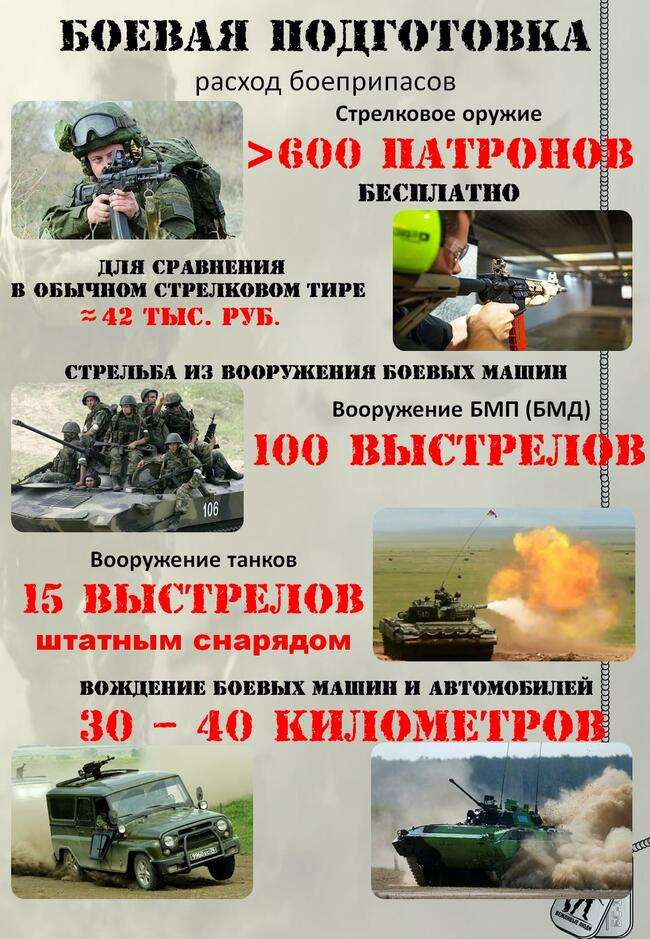 БОЕВАЯ ПОДГОТОВКА
расход боеприпасов
Стрелковое оружие
>600 ПАТРОНОВ
БЕСПЛАТНО
ДЛЯ СРАВНЕНИЯ
В ОБЫЧНОМ СТРЕЛКОВОМ ТИРЕ
≈ 42 ТЫС. РУБ.
СТРЕЛЬБА ИЗ ВООРУЖЕНИЯ БОЕВЫХ МАШИН
Вооружение БМП (БМД)
100 ВЫСТРЕЛОВ
106
Вооружение танков
15 ВЫСТРЕЛОВ
штатным снарядом
ВОЖДЕНИЕ БОЕВЫХ МАШИН И АВТОМОБИЛЕЙ
30 – 40 КИЛОМЕТРОВ
ВЕЖЛИВЫЕ ЛЮДИ